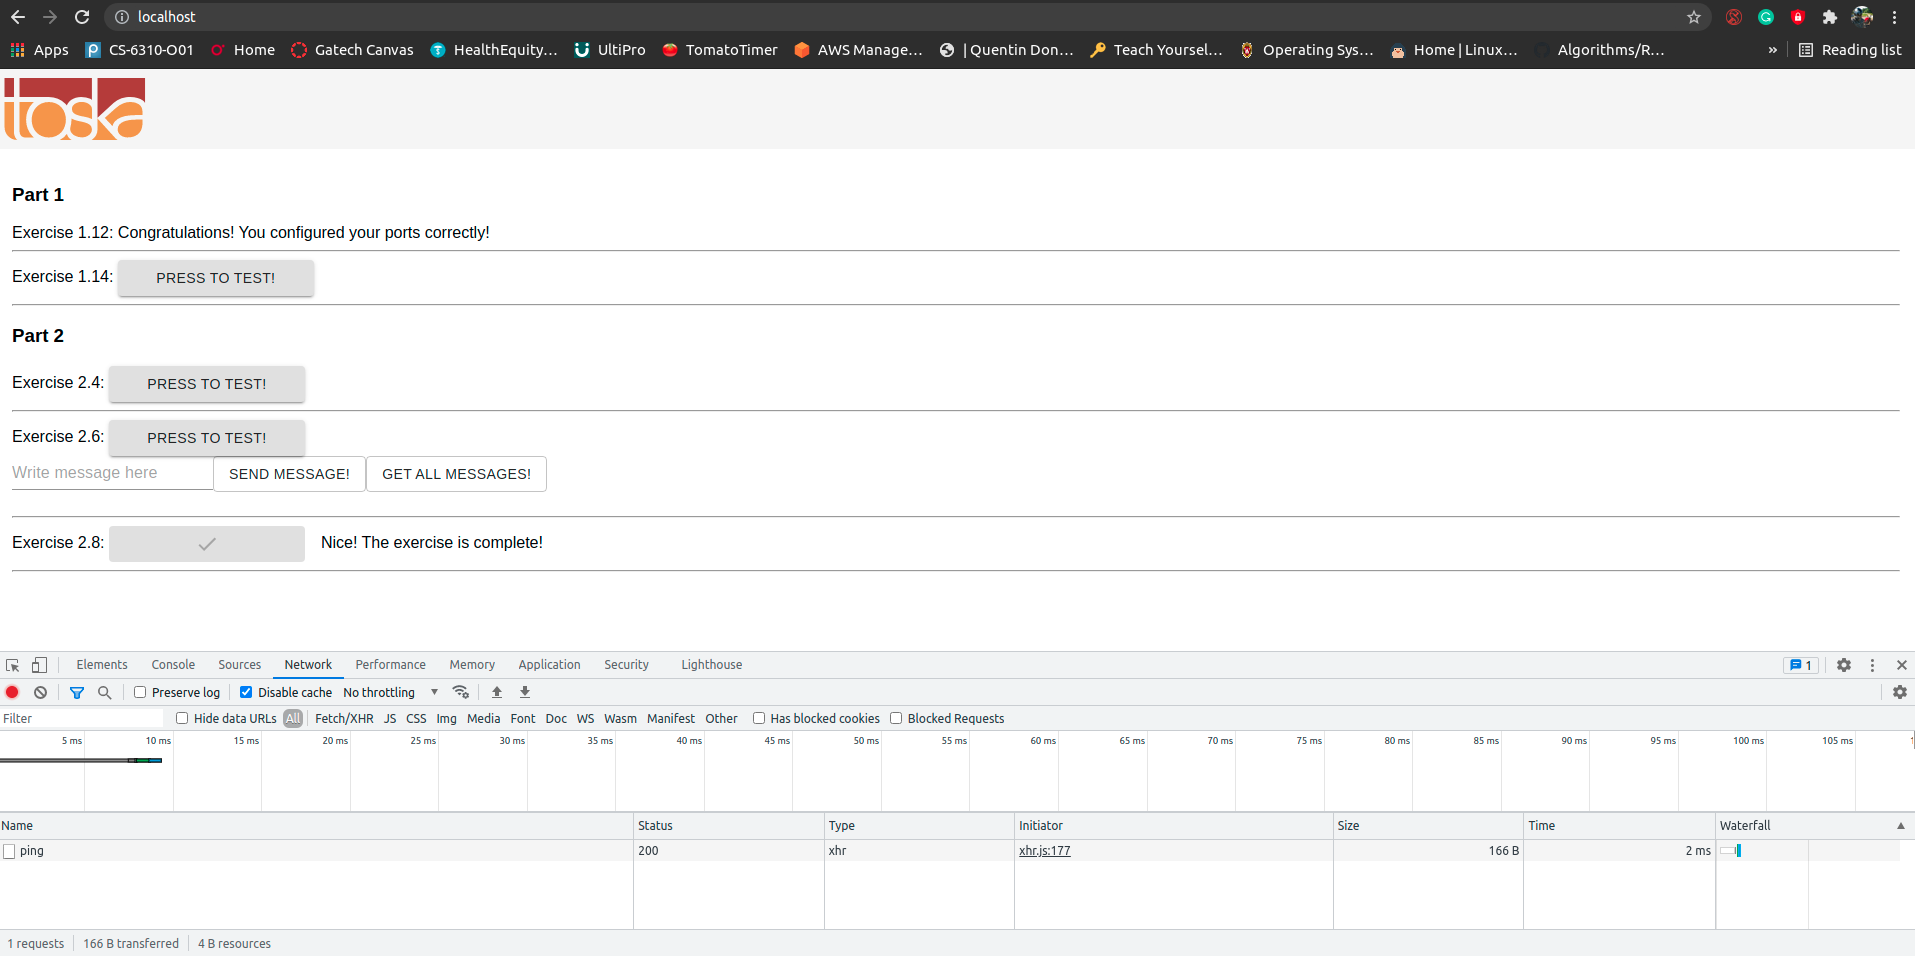 localhost
Apps CS-6310-O01 Home Gatech Canvas HealthEquity... UltiPro TomatoTimer AWS Manage... | Quentin Don... Teach Yoursel... Operating Sys... Home | Linux... Algorithms/R... » Reading list
toska
Part 1
Exercise 1.12: Congratulations! You configured your ports correctly!
Exercise 1.14: PRESS TO TEST!
Part 2
Exercise 2.4: PRESS TO TEST!
Exercise 2.6: PRESS TO TEST!
Write message here SEND MESSAGE! GET ALL MESSAGES!
Exercise 2.8: Nice! The exercise is complete!
Elements Console Sources Network Performance Memory Application Security Lighthouse 1
Preserve log Disable cache No throttling
Filter Hide data URLs All Fetch/XHR JS CSS Img Media Font Doc WS Wasm Manifest Other Has blocked cookies Blocked Requests
5 ms 10 ms 15 ms 20 ms 25 ms 30 ms 35 ms 40 ms 45 ms 50 ms 55 ms 60 ms 65 ms 70 ms 75 ms 80 ms 85 ms 90 ms 95 ms 100 ms 105 ms
Name Status Type Initiator Size Time Waterfall
ping 200 xhr xhr.js:177 166 B 2 ms
1 requests 166 B transferred 4 B resources